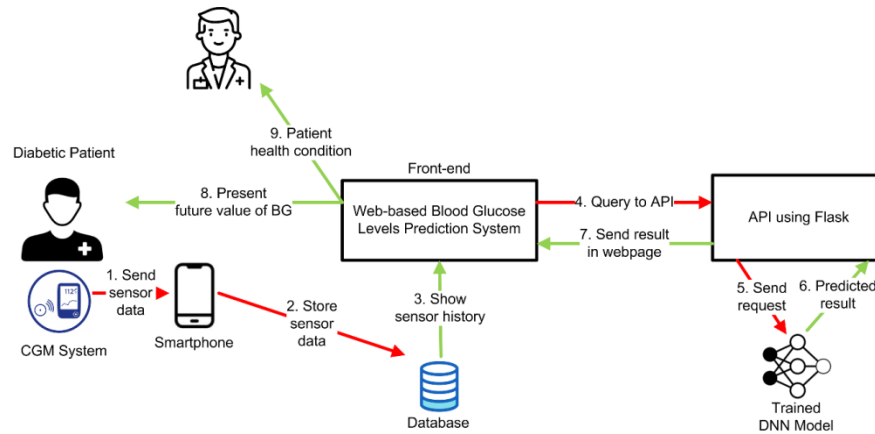 9. Patient
health condition
Diabetic Patient
Front-end
8. Present
future value of BG
Web-based Blood Glucose
Levels Prediction System
4. Query to API
API using Flask
7. Send result
in webpage
1. Send
sensor
data
112
2. Store
sensor
data
3. Show
sensor history
5. Send
request
6. Predicted
result
CGM System
Smartphone
Database
Trained
DNN Model